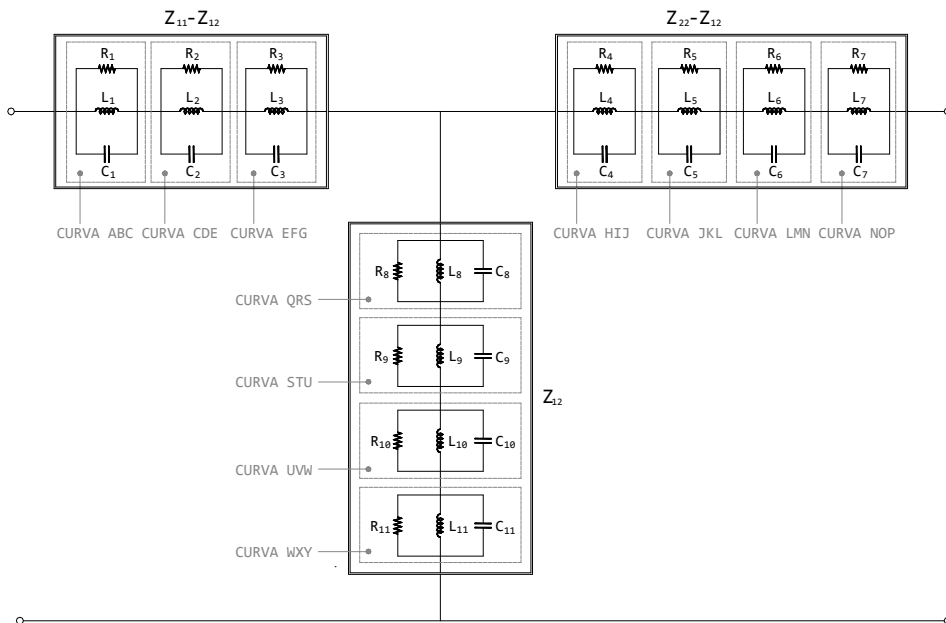 Z₁₁-Z₁₂
Z₂₂-Z₁₂
R₁ R₂ R₃
R₄ R₅ R₆ R₇
L₁ L₂ L₃
L₄ L₅ L₆ L₇
C₁ C₂ C₃
C₄ C₅ C₆ C₇
CURVA ABC CURVA CDE CURVA EFG
CURVA HIJ CURVA JKL CURVA LMN CURVA NOP
R₈ L₈ C₈
CURVA QRS
R₉ L₉ C₉
CURVA STU
Z₁₂
R₁₀ L₁₀ C₁₀
CURVA UVW
R₁₁ L₁₁ C₁₁
CURVA WXY